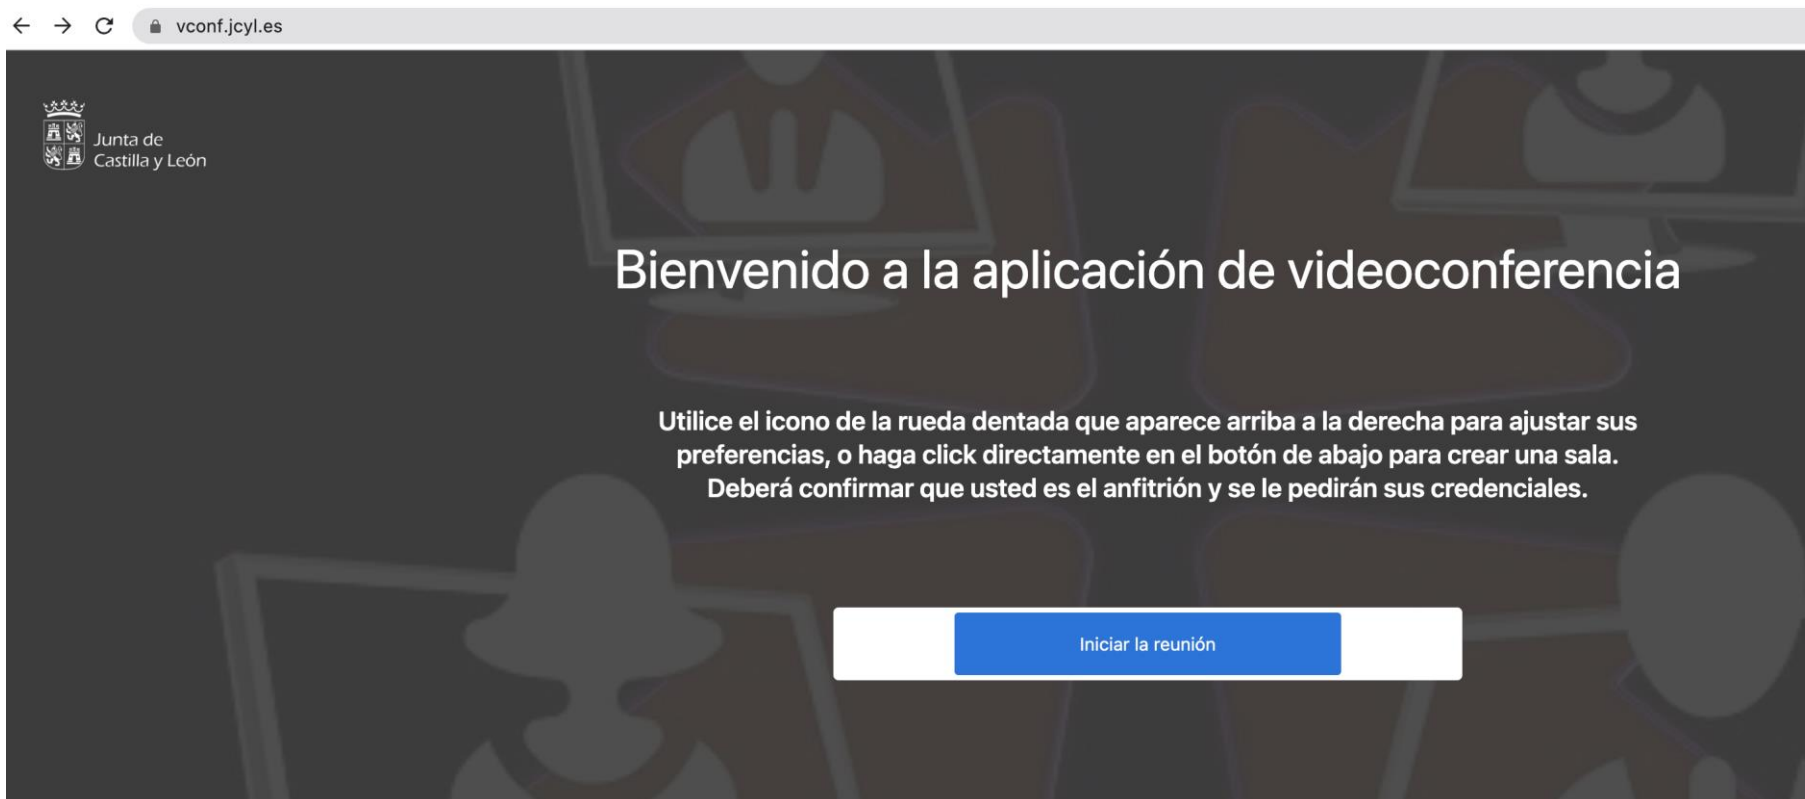 vconf.jcyl.es
Junta de
Castilla y León
Bienvenido a la aplicación de videoconferencia
Utilice el icono de la rueda dentada que aparece arriba a la derecha para ajustar sus
preferencias, o haga click directamente en el botón de abajo para crear una sala.
Deberá confirmar que usted es el anfitrión y se le pedirán sus credenciales.
Iniciar la reunión